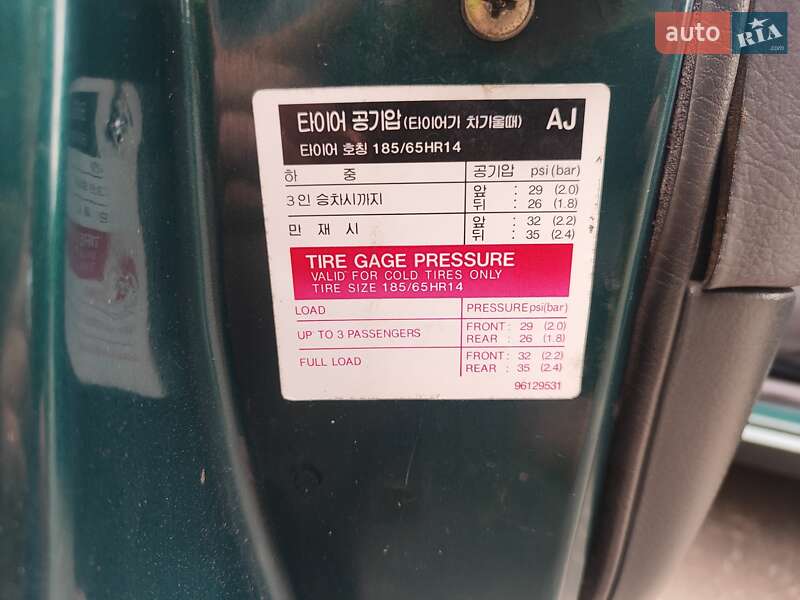 auto RIA .com
타이어 공기압(타이어기 차기울때) AJ
타이어 호칭 185/65HR14
하 중 공기압 psi(bar)
3인 승차시까지 앞 : 29 (2.0)
뒤 : 26 (1.8)
만 재 시 앞 : 32 (2.2)
뒤 : 35 (2.4)
TIRE GAGE PRESSURE
VALID FOR COLD TIRES ONLY
TIRE SIZE 185/65HR14
LOAD PRESSUREpsi(bar)
UP TO 3 PASSENGERS FRONT: 29 (2.0)
REAR : 26 (1.8)
FULL LOAD FRONT: 32 (2.2)
REAR : 35 (2.4)
96129531